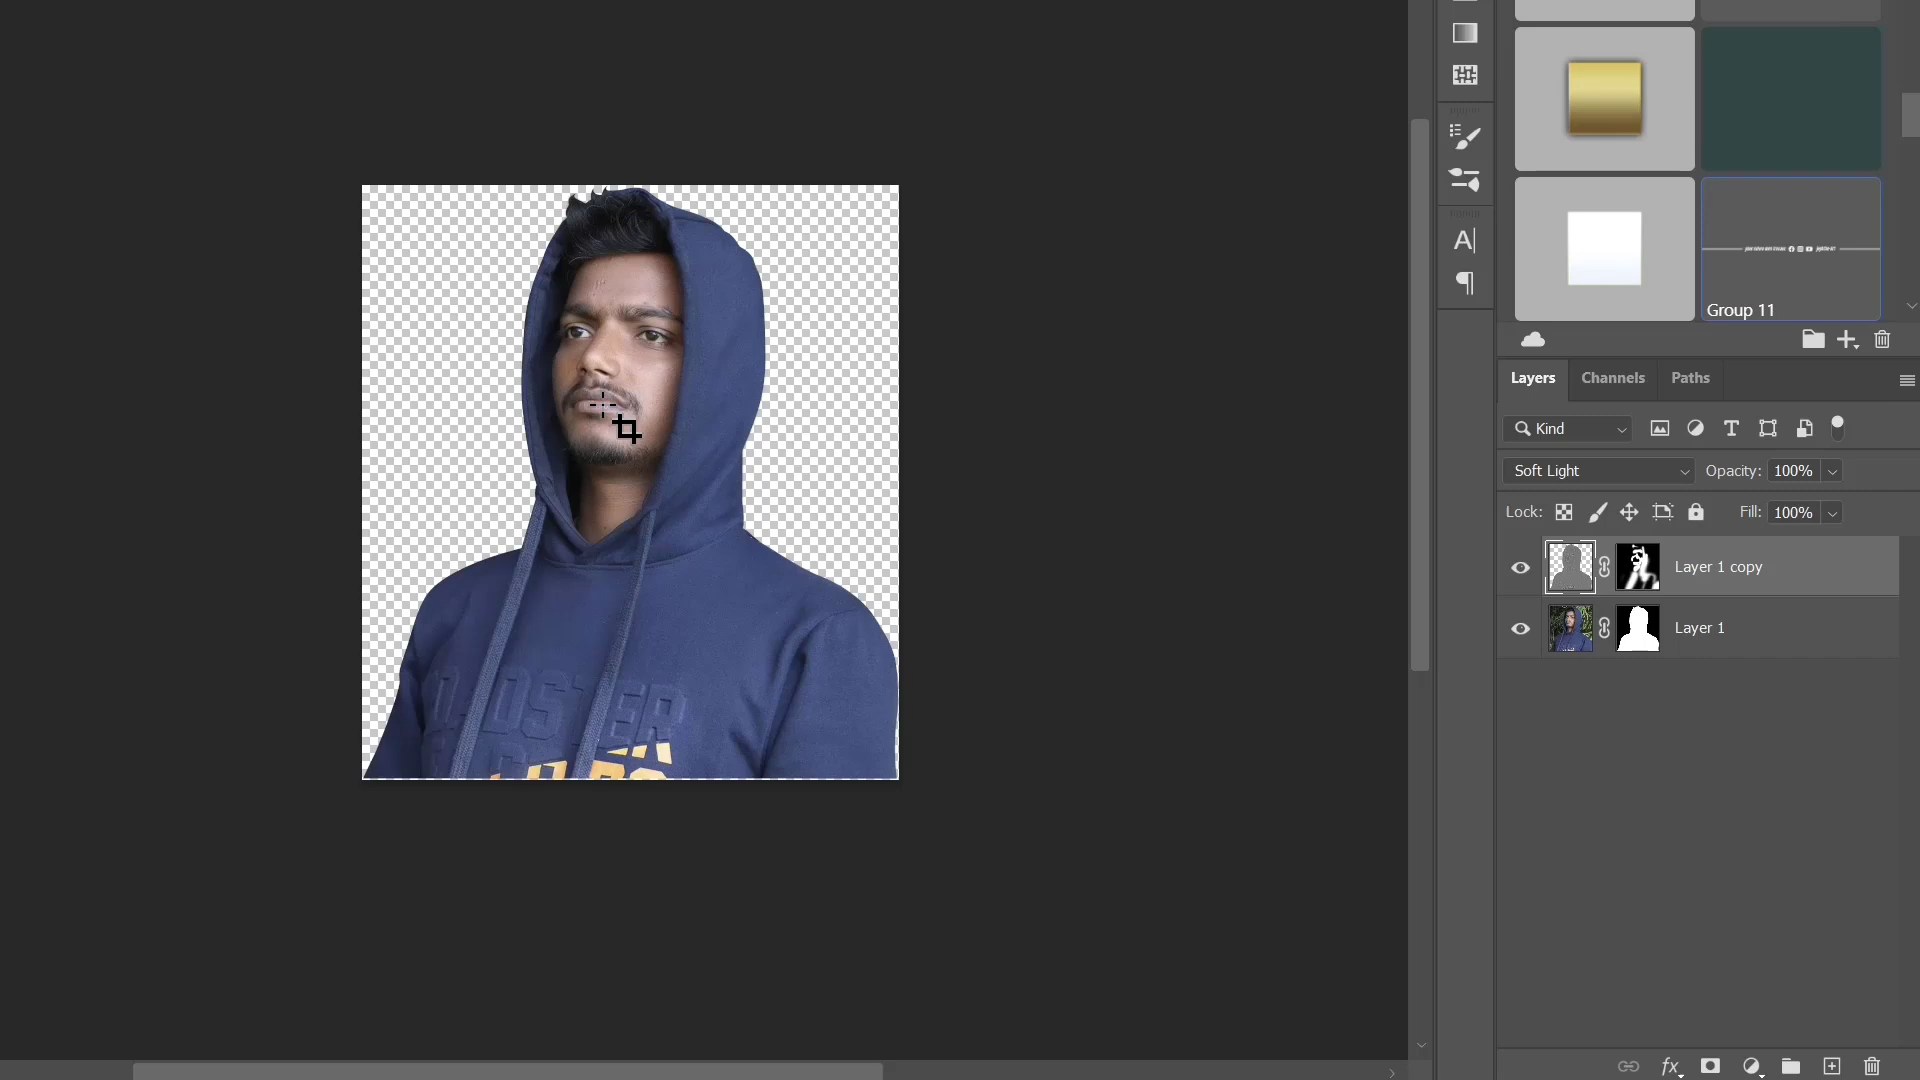 Group 11
Layers Channels Paths
Kind
Soft Light Opacity: 100%
Lock: Fill: 100%
Layer 1 copy
Layer 1